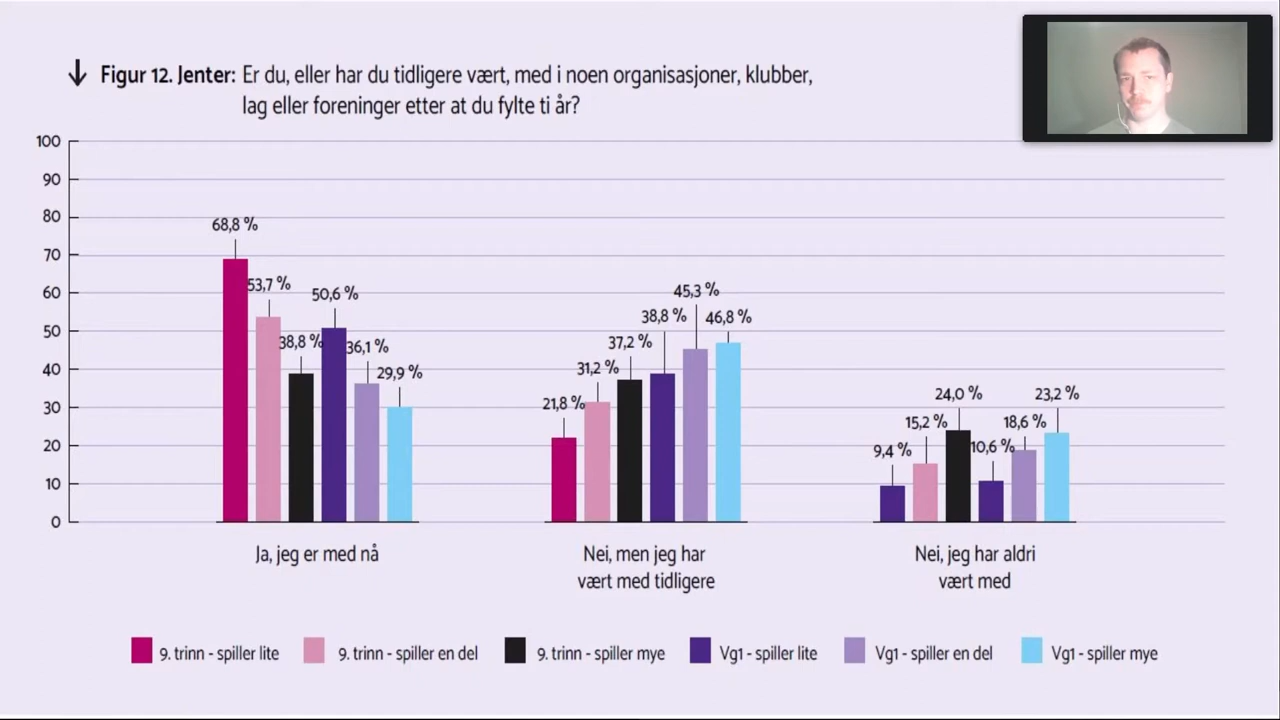 Figur 12. Jenter: Er du, eller har du tidligere vært, med i noen organisasjoner, klubber,
lag eller foreninger etter at du fylte ti år?
100
90
80
70
60
50
40
30
20
10
0
68,8 %
53,7 %
38,8 %
50,6 %
36,1 %
29,9 %
21,8 %
31,2 %
37,2 %
38,8 %
45,3 %
46,8 %
9,4 %
15,2 %
24,0 %
10,6 %
18,6 %
23,2 %
Ja, jeg er med nå
Nei, men jeg har
vært med tidligere
Nei, jeg har aldri
vært med
9. trinn - spiller lite
9. trinn - spiller en del
9. trinn - spiller mye
Vg1 - spiller lite
Vg1 - spiller en del
Vg1 - spiller mye